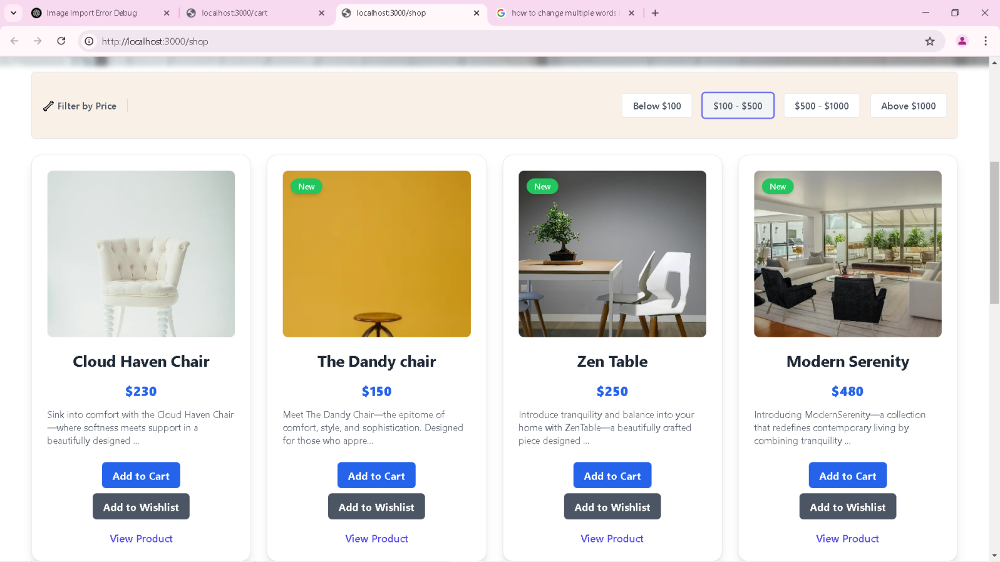 Image Import Error Debug
localhost:3000/cart
localhost:3000/shop
how to change multiple words
http://localhost:3000/shop
Filter by Price
Below $100
$100 - $500
$500 - $1000
Above $1000
New
New
New
Cloud Haven Chair
$230
Sink into comfort with the Cloud Haven Chair
—where softness meets support in a
beautifully designed ...
Add to Cart
Add to Wishlist
View Product
The Dandy chair
$150
Meet The Dandy Chair—the epitome of
comfort, style, and sophistication. Designed
for those who appre...
Add to Cart
Add to Wishlist
View Product
Zen Table
$250
Introduce tranquility and balance into your
home with ZenTable—a beautifully crafted
piece designed ...
Add to Cart
Add to Wishlist
View Product
Modern Serenity
$480
Introducing ModernSerenity—a collection
that redefines contemporary living by
combining tranquility ...
Add to Cart
Add to Wishlist
View Product